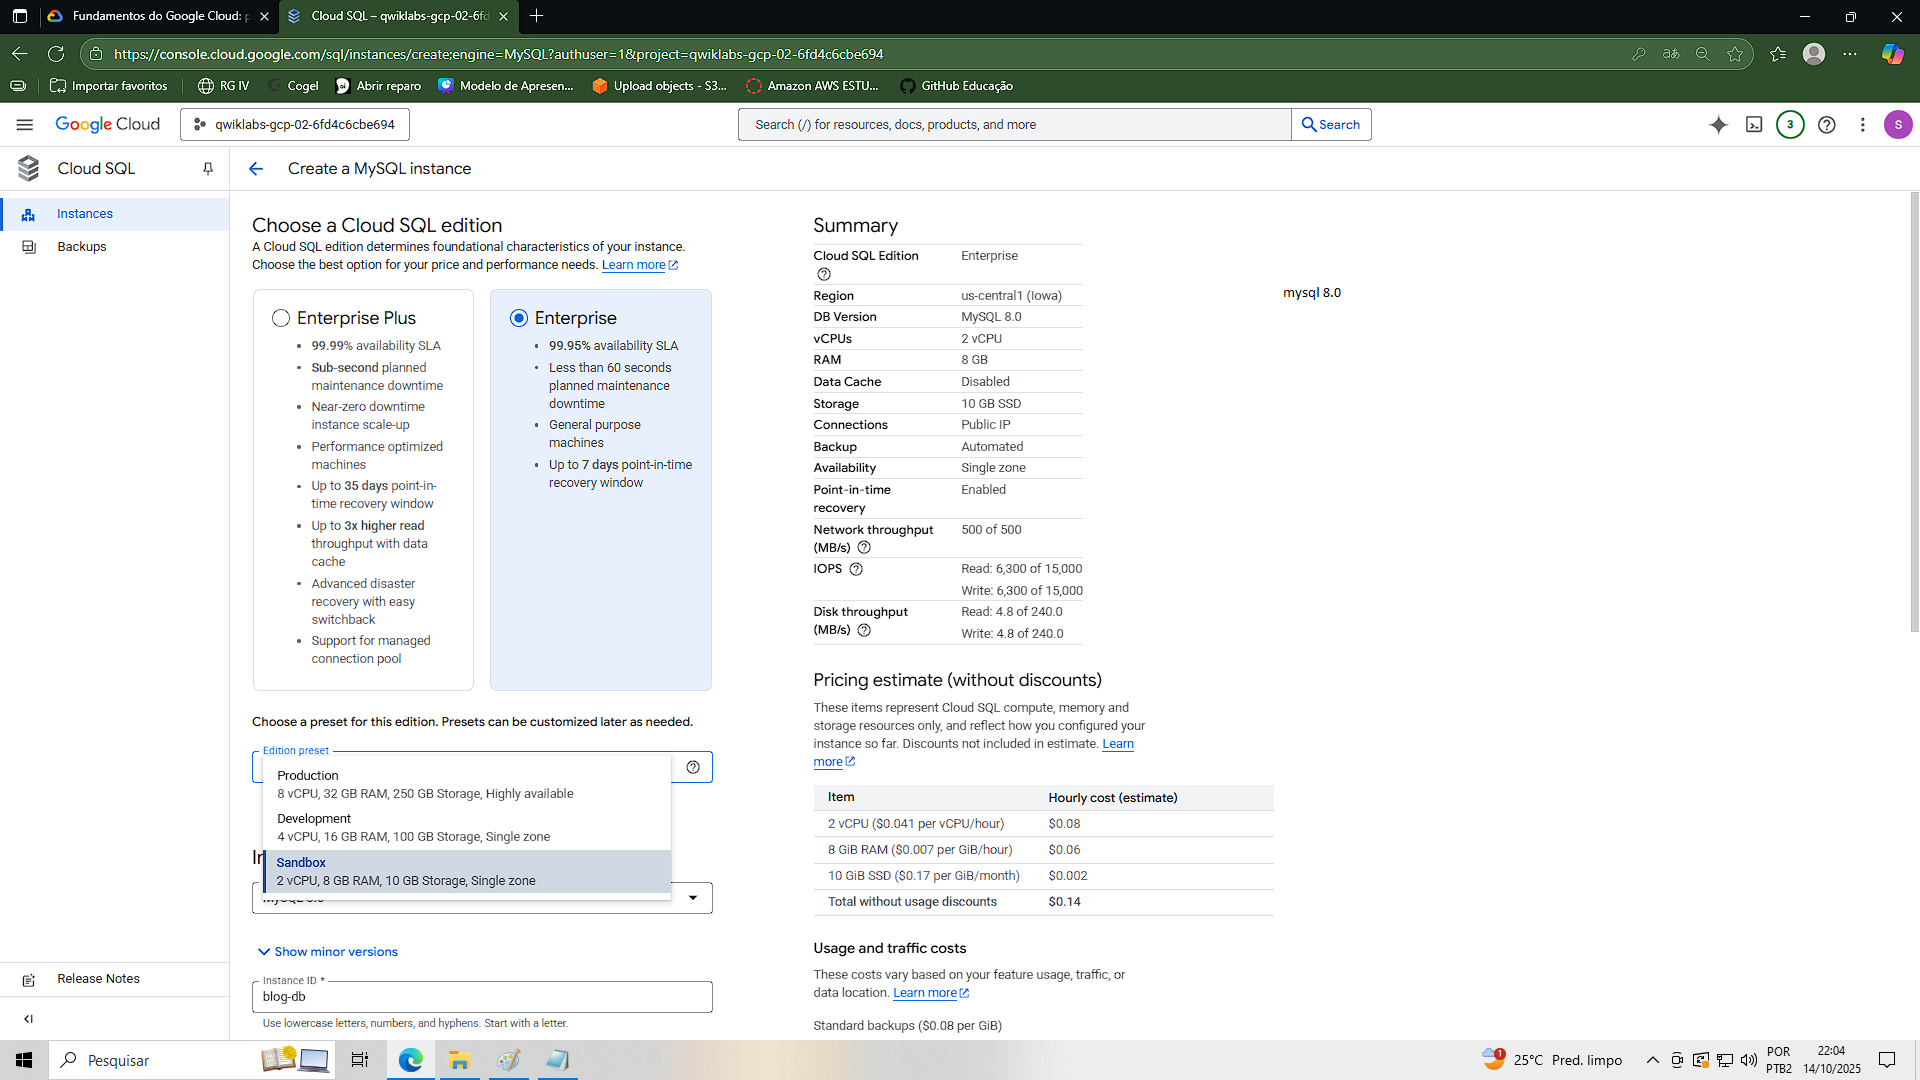 Fundamentos do Google Cloud: p
Cloud SQL – qwiklabs-gcp-02-6fd
https://console.cloud.google.com/sql/instances/create;engine=MySQL?authuser=1&project=qwiklabs-gcp-02-6fd4c6cbe694
Importar favoritos
RG IV
Cogel
Abrir reparo
Modelo de Apresen...
Upload objects - S3...
Amazon AWS ESTU...
GitHub Educação
Google Cloud
qwiklabs-gcp-02-6fd4c6cbe694
Search (/) for resources, docs, products, and more
Search
3
S
Cloud SQL
Create a MySQL instance
Instances
Backups
Release Notes
Choose a Cloud SQL edition
A Cloud SQL edition determines foundational characteristics of your instance.
Choose the best option for your price and performance needs. Learn more
Enterprise Plus
• 99.99% availability SLA
• Sub-second planned
maintenance downtime
• Near-zero downtime
instance scale-up
• Performance optimized
machines
• Up to 35 days point-in-
time recovery window
• Up to 3x higher read
throughput with data
cache
• Advanced disaster
recovery with easy
switchback
• Support for managed
connection pool
Enterprise
• 99.95% availability SLA
• Less than 60 seconds
planned maintenance
downtime
• General purpose
machines
• Up to 7 days point-in-time
recovery window
Choose a preset for this edition. Presets can be customized later as needed.
Edition preset
Production
8 vCPU, 32 GB RAM, 250 GB Storage, Highly available
Development
4 vCPU, 16 GB RAM, 100 GB Storage, Single zone
Sandbox
2 vCPU, 8 GB RAM, 10 GB Storage, Single zone
MySQL 8.0
Show minor versions
Instance ID *
blog-db
Use lowercase letters, numbers, and hyphens. Start with a letter.
Summary
Cloud SQL Edition Enterprise
Region us-central1 (Iowa)
DB Version MySQL 8.0
vCPUs 2 vCPU
RAM 8 GB
Data Cache Disabled
Storage 10 GB SSD
Connections Public IP
Backup Automated
Availability Single zone
Point-in-time Enabled
recovery
Network throughput 500 of 500
(MB/s)
IOPS Read: 6,300 of 15,000
Write: 6,300 of 15,000
Disk throughput Read: 4.8 of 240.0
(MB/s) Write: 4.8 of 240.0
mysql 8.0
Pricing estimate (without discounts)
These items represent Cloud SQL compute, memory and
storage resources only, and reflect how you configured your
instance so far. Discounts not included in estimate. Learn
more
Item Hourly cost (estimate)
2 vCPU ($0.041 per vCPU/hour) $0.08
8 GiB RAM ($0.007 per GiB/hour) $0.06
10 GiB SSD ($0.17 per GiB/month) $0.002
Total without usage discounts $0.14
Usage and traffic costs
These costs vary based on your feature usage, traffic, or
data location. Learn more
Standard backups ($0.08 per GiB)
Pesquisar
1
25°C Pred. limpo
POR
PTB2
22:04
14/10/2025